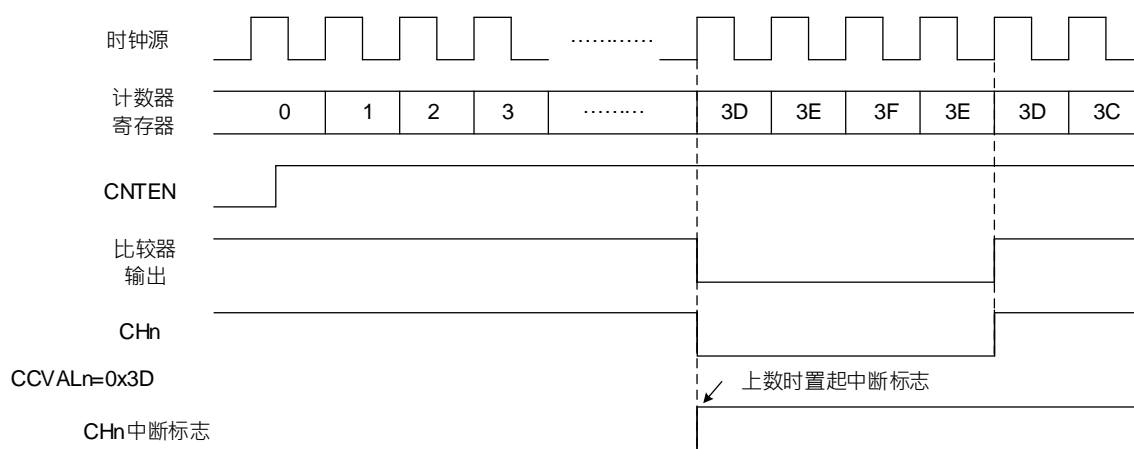 时钟源
…………
计数器
寄存器
0 1 2 3 ……… 3D 3E 3F 3E 3D 3C
CNTEN
比较器
输出
CHn
CCVALn=0x3D
上数时置起中断标志
CHn中断标志